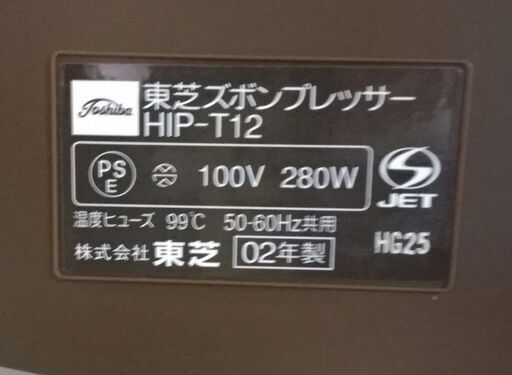 Toshiba 東芝ズボンプレッサー
HIP-T12
PS E 100V 280W
JET
温度ヒューズ 99℃ 50-60Hz共用
株式会社 東芝 02年製 HG25